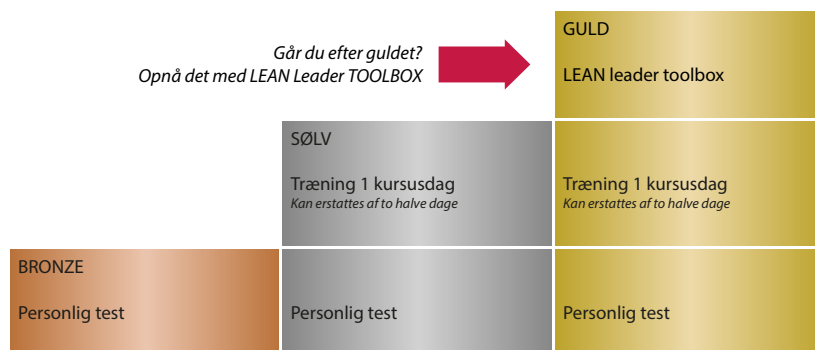 GULD
Går du efter guldet?
Opnå det med LEAN Leader TOOLBOX
LEAN leader toolbox
SØLV
Træning 1 kursusdag
Kan erstattes af to halve dage
Træning 1 kursusdag
Kan erstattes af to halve dage
BRONZE
Personlig test
Personlig test
Personlig test